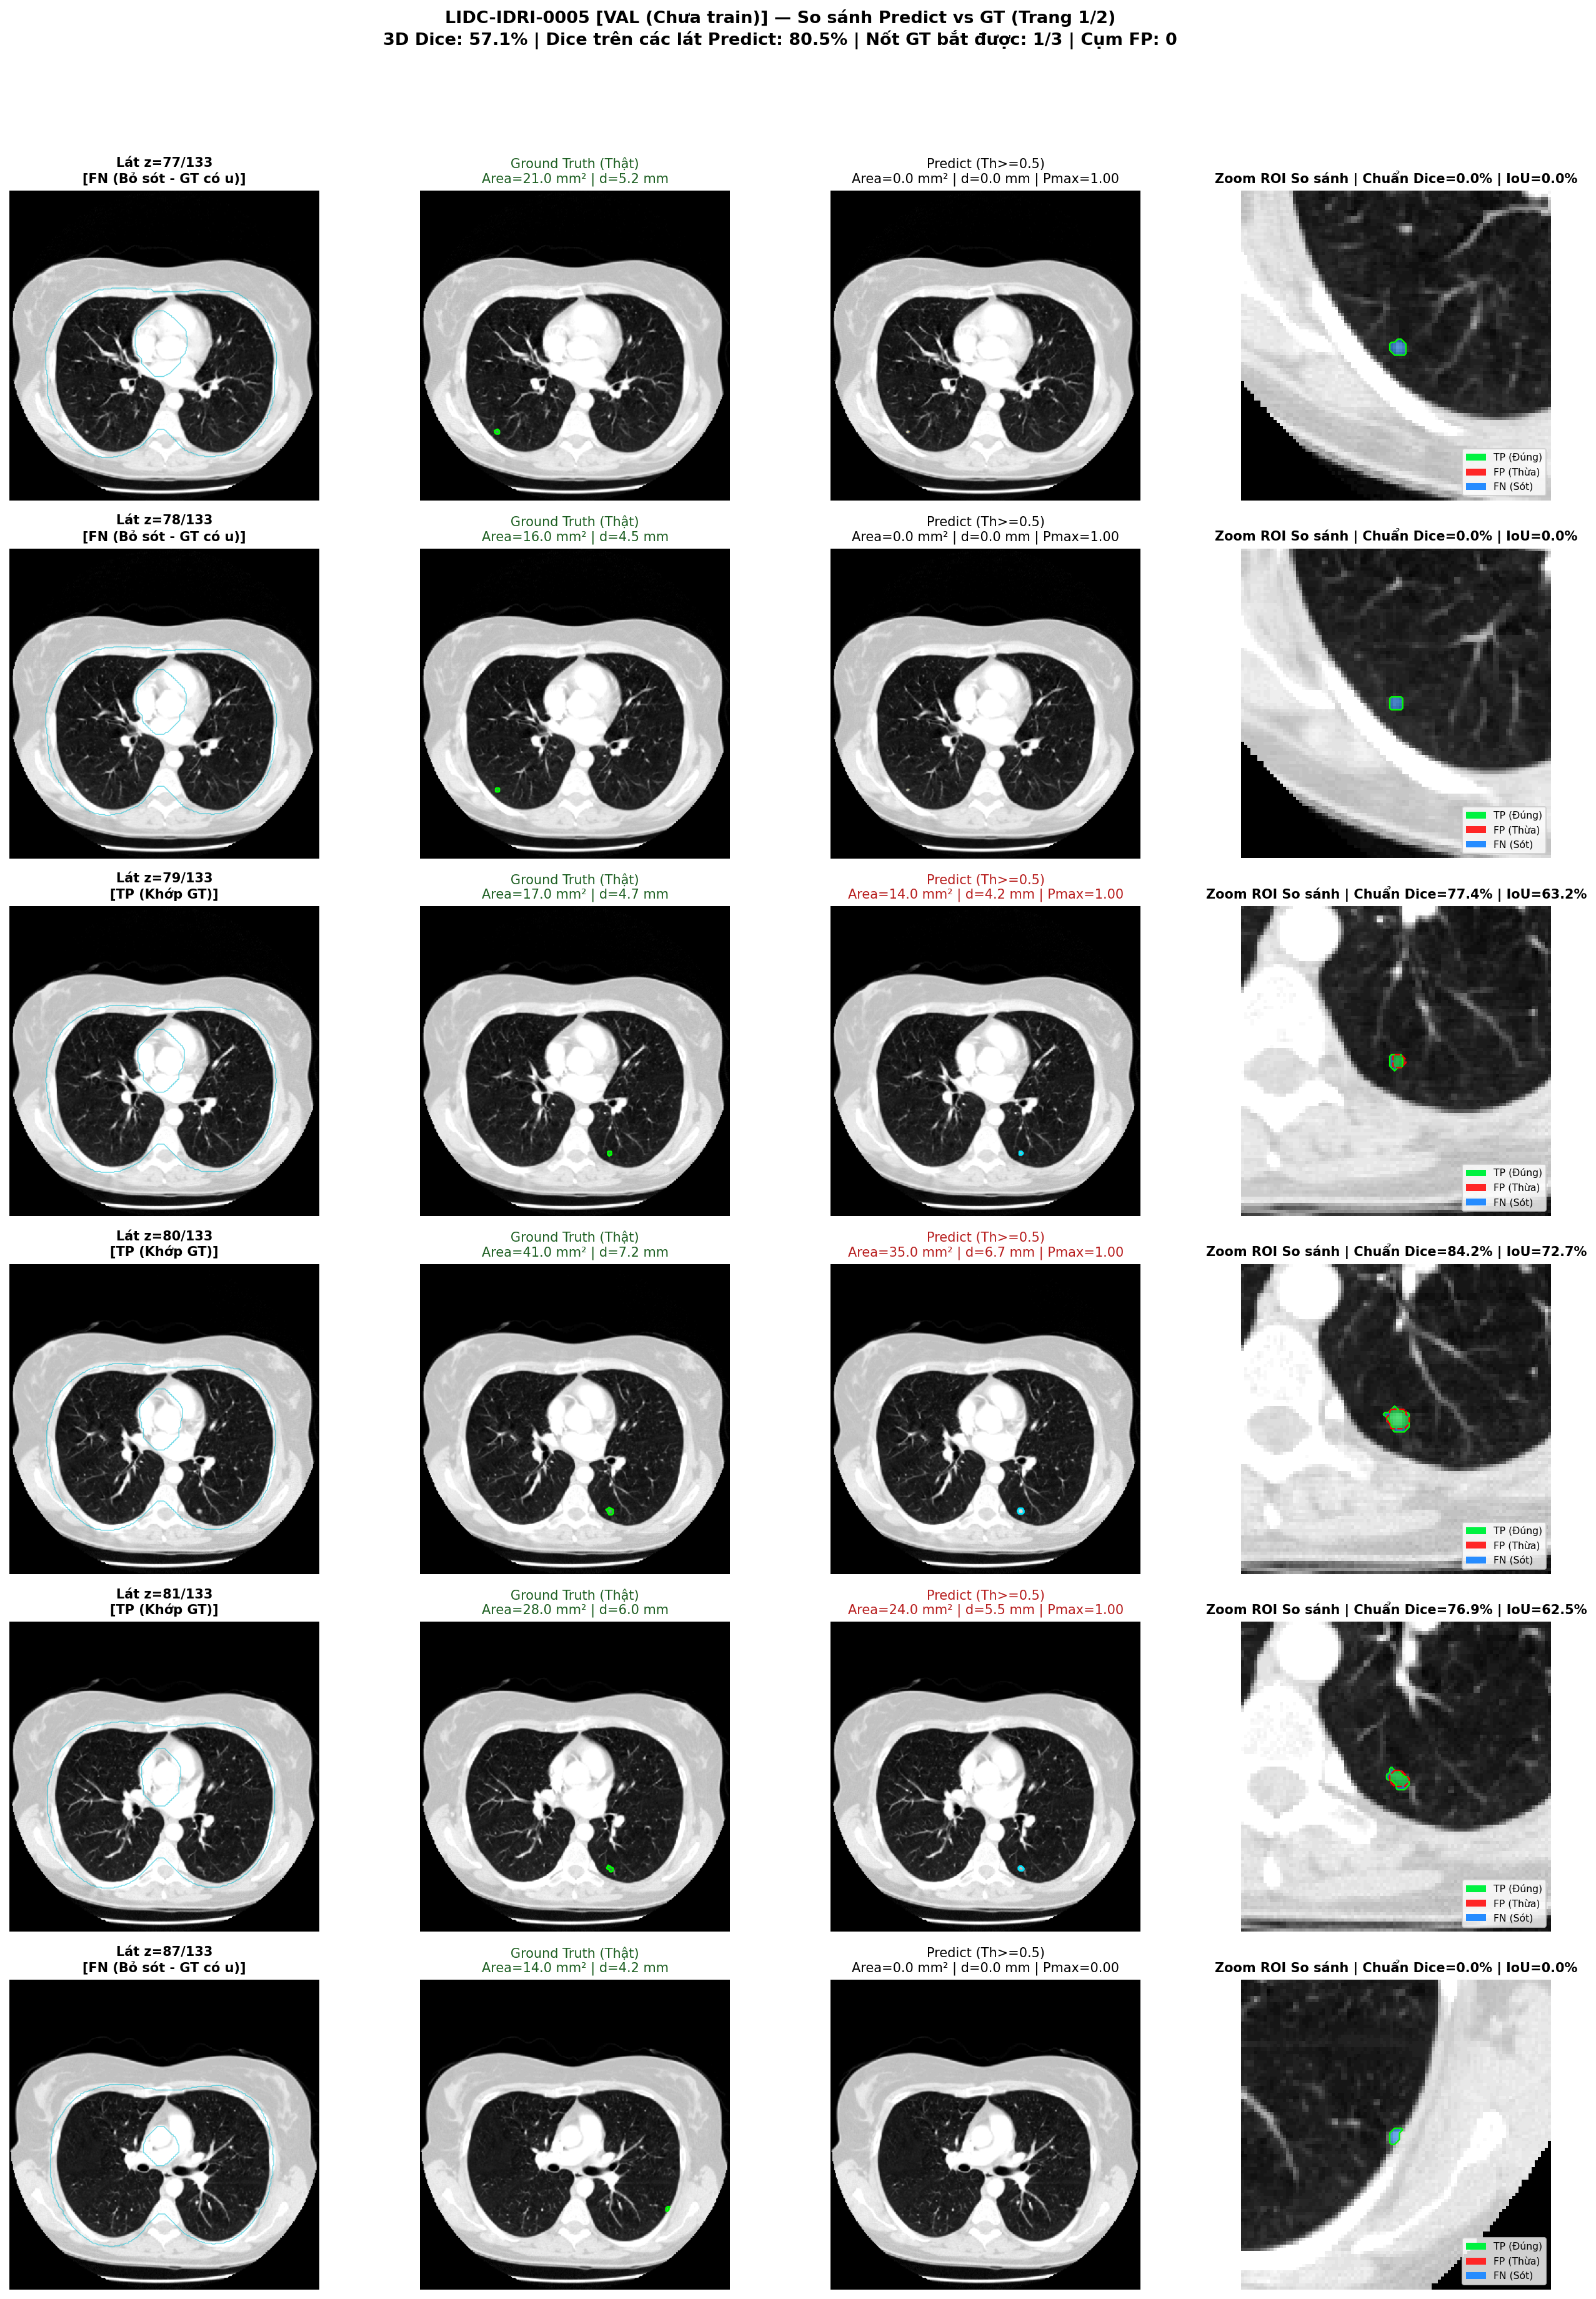 LIDC-IDRI-0005 [VAL (Chưa train)] — So sánh Predict vs GT (Trang 1/2)
3D Dice: 57.1% | Dice trên các lát Predict: 80.5% | Nốt GT bắt được: 1/3 | Cụm FP: 0
Lát z=77/133
[FN (Bỏ sót - GT có u)]
Ground Truth (Thật)
Area=21.0 mm² | d=5.2 mm
Predict (Th>=0.5)
Area=0.0 mm² | d=0.0 mm | Pmax=1.00
Zoom ROI So sánh | Chuẩn Dice=0.0% | IoU=0.0%
TP (Đúng)
FP (Thừa)
FN (Sót)
Lát z=78/133
[FN (Bỏ sót - GT có u)]
Ground Truth (Thật)
Area=16.0 mm² | d=4.5 mm
Predict (Th>=0.5)
Area=0.0 mm² | d=0.0 mm | Pmax=1.00
Zoom ROI So sánh | Chuẩn Dice=0.0% | IoU=0.0%
TP (Đúng)
FP (Thừa)
FN (Sót)
Lát z=79/133
[TP (Khớp GT)]
Ground Truth (Thật)
Area=17.0 mm² | d=4.7 mm
Predict (Th>=0.5)
Area=14.0 mm² | d=4.2 mm | Pmax=1.00
Zoom ROI So sánh | Chuẩn Dice=77.4% | IoU=63.2%
TP (Đúng)
FP (Thừa)
FN (Sót)
Lát z=80/133
[TP (Khớp GT)]
Ground Truth (Thật)
Area=41.0 mm² | d=7.2 mm
Predict (Th>=0.5)
Area=35.0 mm² | d=6.7 mm | Pmax=1.00
Zoom ROI So sánh | Chuẩn Dice=84.2% | IoU=72.7%
TP (Đúng)
FP (Thừa)
FN (Sót)
Lát z=81/133
[TP (Khớp GT)]
Ground Truth (Thật)
Area=28.0 mm² | d=6.0 mm
Predict (Th>=0.5)
Area=24.0 mm² | d=5.5 mm | Pmax=1.00
Zoom ROI So sánh | Chuẩn Dice=76.9% | IoU=62.5%
TP (Đúng)
FP (Thừa)
FN (Sót)
Lát z=87/133
[FN (Bỏ sót - GT có u)]
Ground Truth (Thật)
Area=14.0 mm² | d=4.2 mm
Predict (Th>=0.5)
Area=0.0 mm² | d=0.0 mm | Pmax=0.00
Zoom ROI So sánh | Chuẩn Dice=0.0% | IoU=0.0%
TP (Đúng)
FP (Thừa)
FN (Sót)